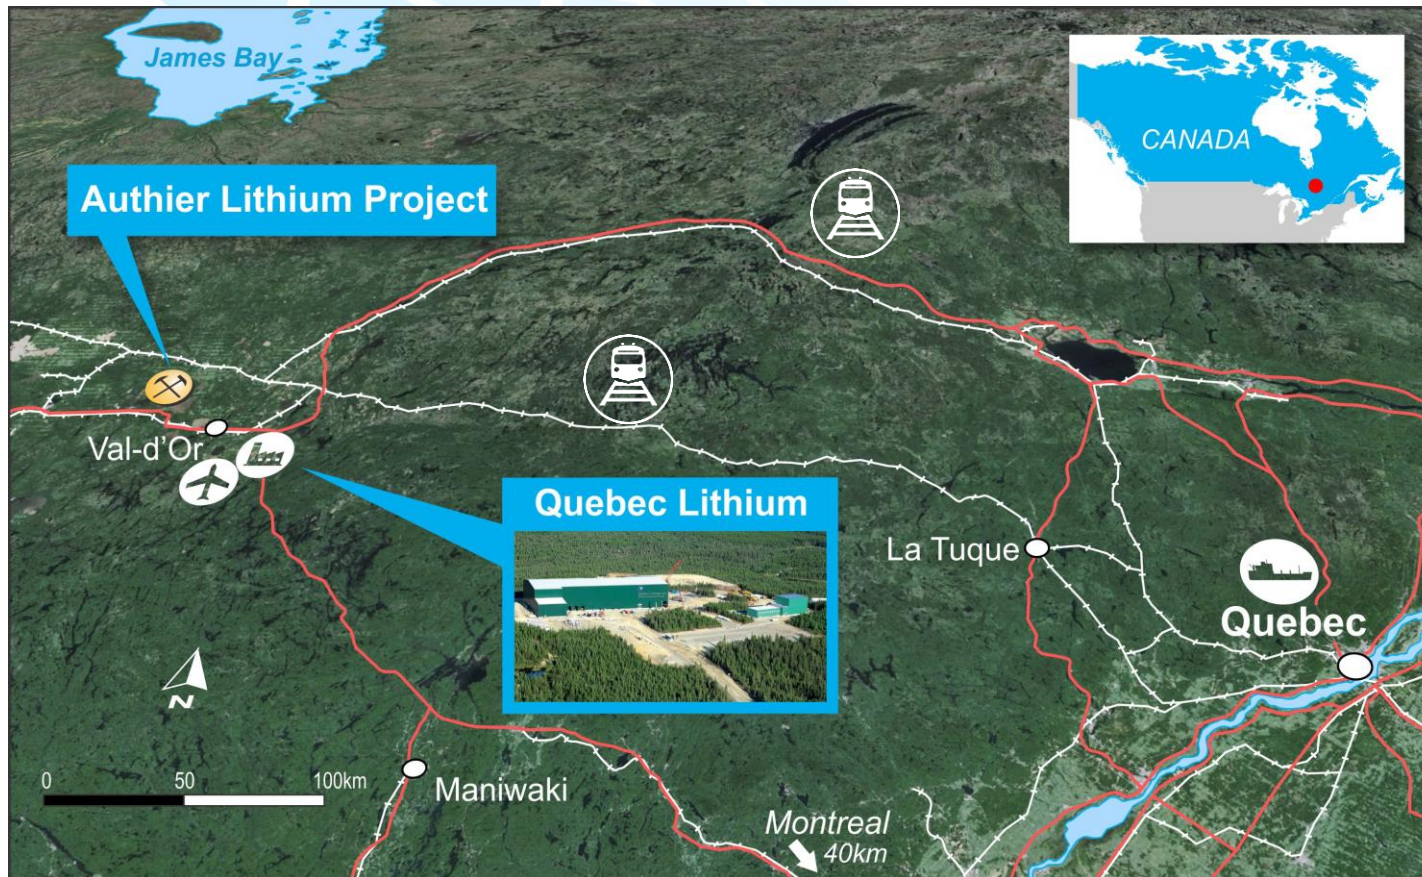 James Bay
CANADA
Authier Lithium Project
Val-d'Or
Quebec Lithium
La Tuque
Quebec
N
0 50 100km
Maniwaki
Montreal
40km